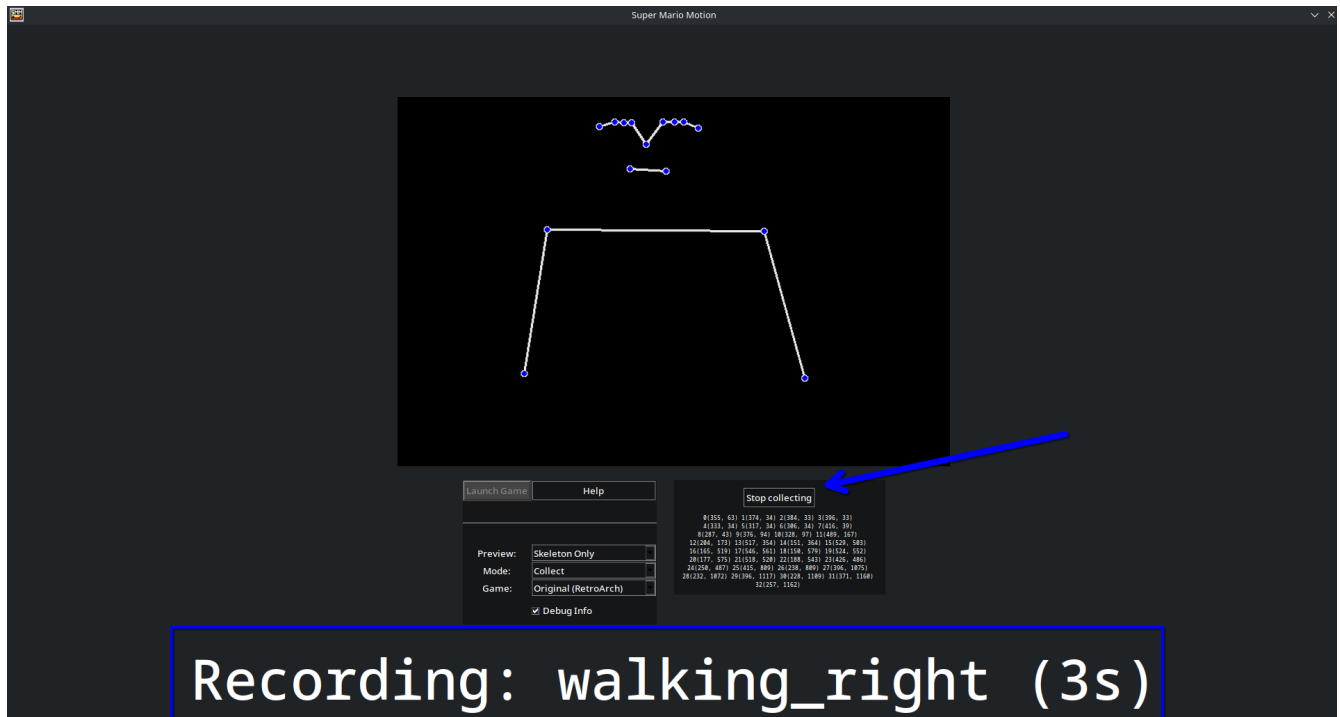 Super Mario Motion
Launch Game
Help
Stop collecting
0(355, 63) 1(374, 34) 2(384, 33) 3(396, 33)
4(333, 34) 5(317, 34) 6(306, 34) 7(416, 39)
8(287, 43) 9(376, 94) 10(328, 97) 11(489, 167)
12(204, 173) 13(517, 354) 14(151, 364) 15(529, 503)
16(165, 519) 17(546, 561) 18(150, 579) 19(524, 552)
20(177, 575) 21(518, 520) 22(188, 543) 23(426, 486)
24(250, 487) 25(415, 809) 26(238, 809) 27(396, 1075)
28(232, 1072) 29(396, 1117) 30(228, 1109) 31(371, 1160)
32(257, 1162)
Preview: Skeleton Only
Mode: Collect
Game: Original (RetroArch)
Debug Info
Recording: walking_right (3s)